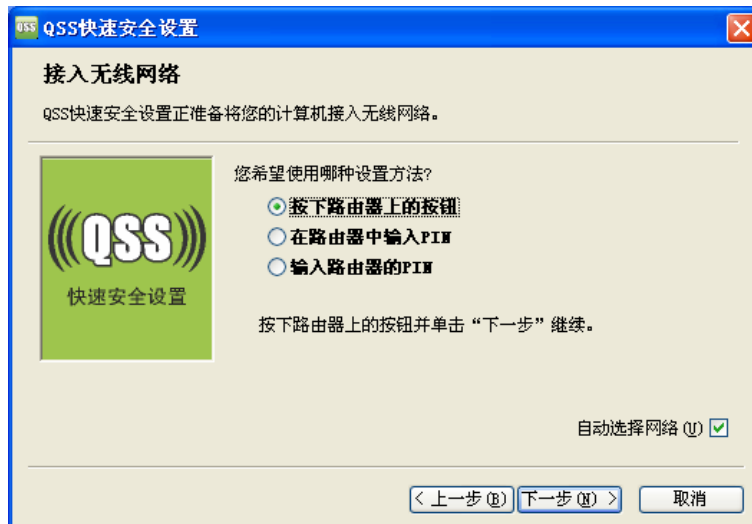 QSS QSS快速安全设置
接入无线网络
QSS快速安全设置正准备将您的计算机接入无线网络。
您希望使用哪种设置方法?
按下路由器上的按钮
在路由器中输入PIN
输入路由器的PIN
(((QSS)))
快速安全设置
按下路由器上的按钮并单击“下一步”继续。
自动选择网络(U)
< 上一步(B) 下一步(N) > 取消